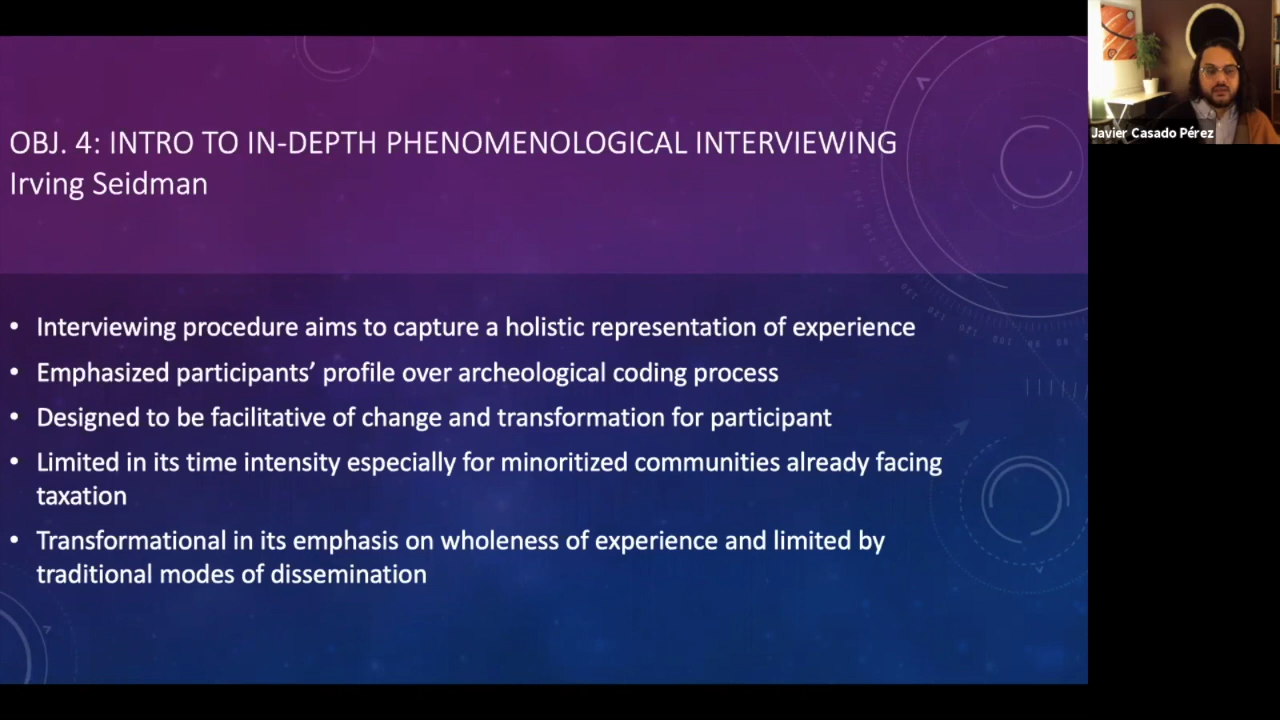 OBJ. 4: INTRO TO IN-DEPTH PHENOMENOLOGICAL INTERVIEWING
Irving Seidman
• Interviewing procedure aims to capture a holistic representation of experience
• Emphasized participants’ profile over archeological coding process
• Designed to be facilitative of change and transformation for participant
• Limited in its time intensity especially for minoritized communities already facing
taxation
• Transformational in its emphasis on wholeness of experience and limited by
traditional modes of dissemination
Javier Casado Pérez